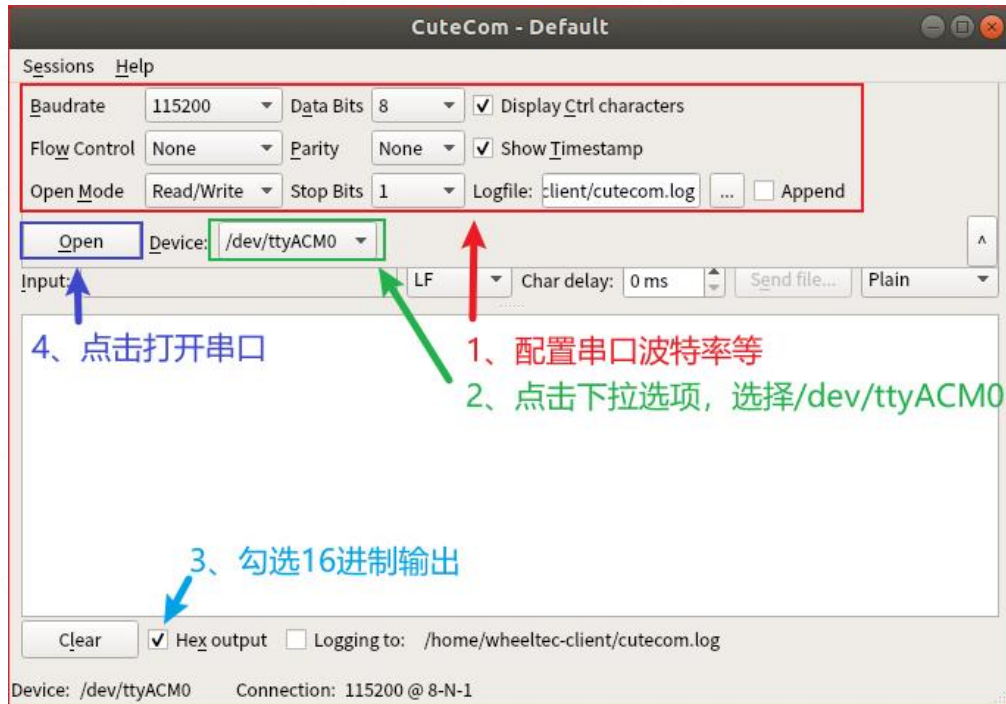 CuteCom - Default
Sessions Help
Baudrate 115200 Data Bits 8 Display Ctrl characters
Flow Control None Parity None Show Timestamp
Open Mode Read/Write Stop Bits 1 Logfile: client/cutecom.log ... Append
Open Device: /dev/ttyACM0
Input: LF Char delay: 0 ms Send file... Plain
4、点击打开串口
1、配置串口波特率等
2、点击下拉选项，选择/dev/ttyACM0
3、勾选16进制输出
Clear Hex output Logging to: /home/wheeltec-client/cutecom.log
Device: /dev/ttyACM0 Connection: 115200 @ 8-N-1